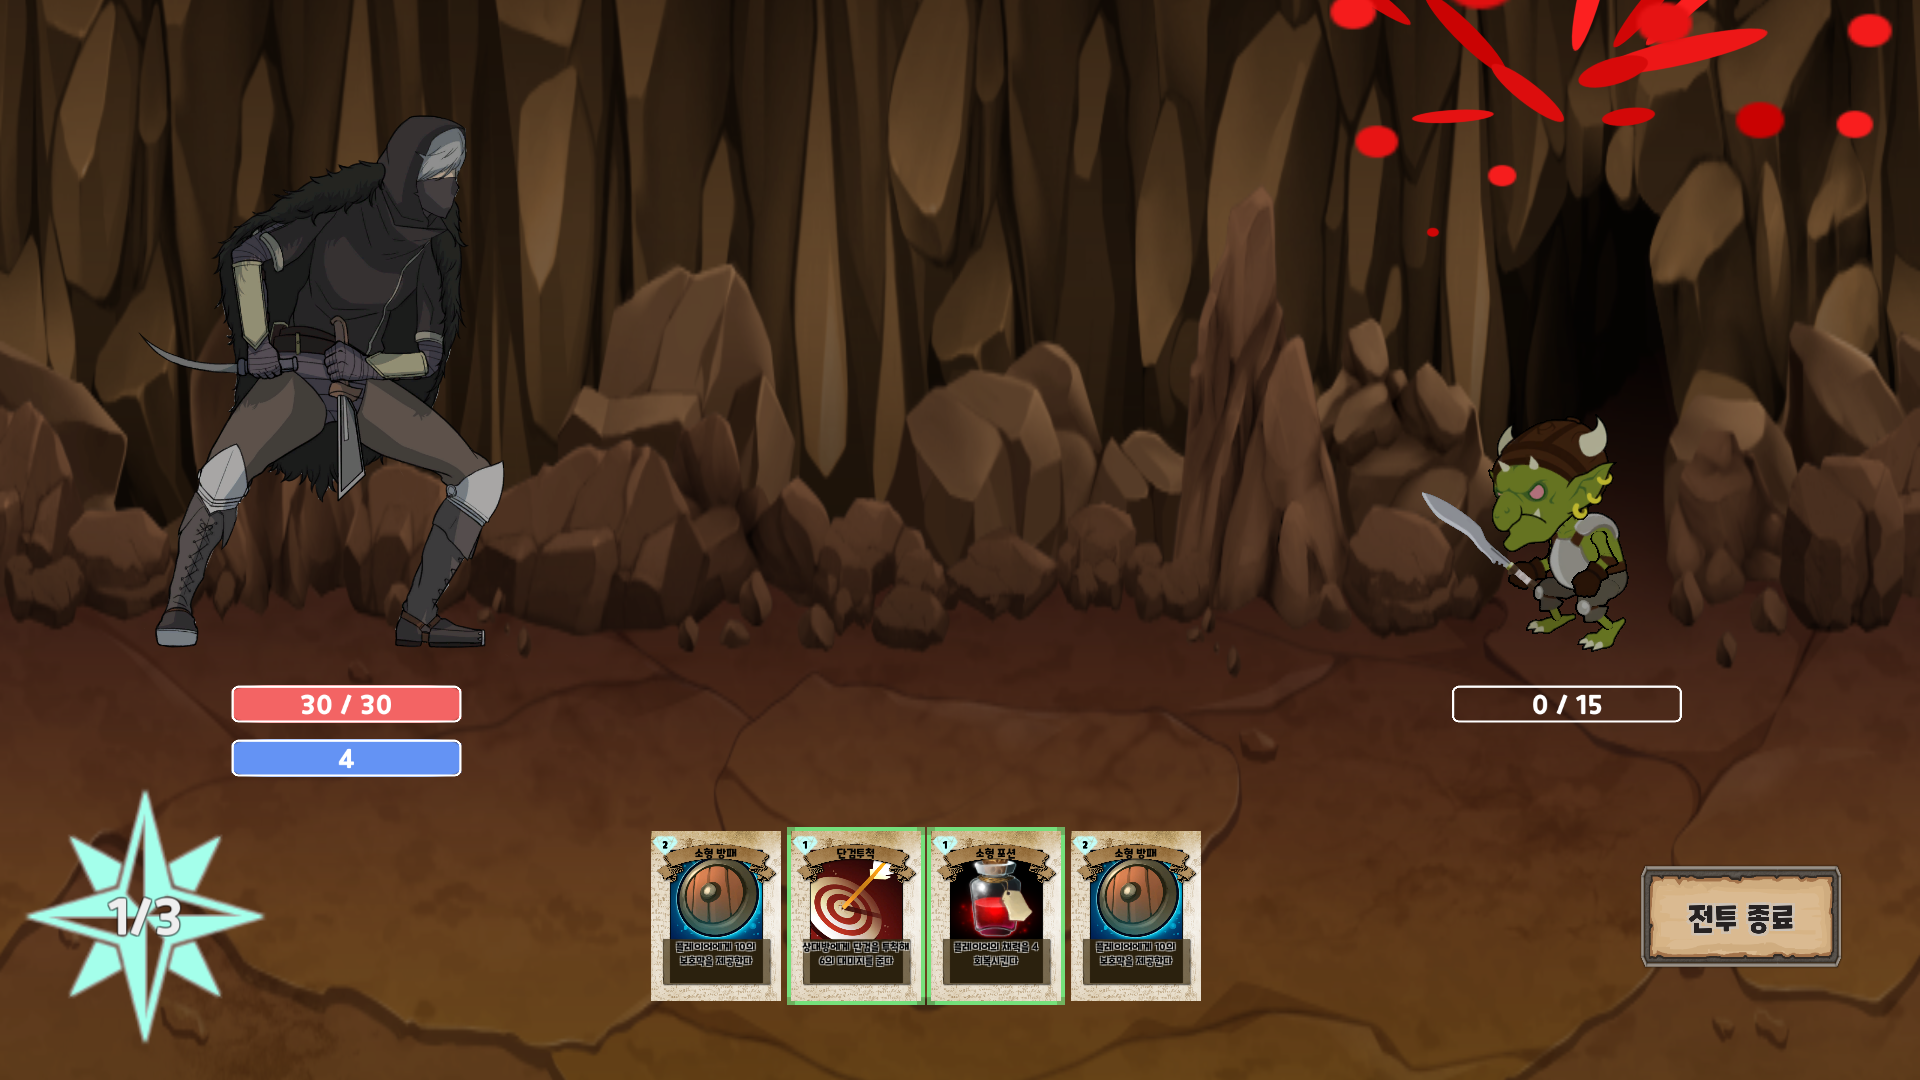 30 / 30
0 / 15
4
1/3
2
소형 방패
플레이어에게 10의
보호막을 제공한다
1
단검투척
상대방에게 단검을 투척해
6의 대미지를 준다
1
소형 포션
플레이어의 체력을 4
회복시킨다
2
소형 방패
플레이어에게 10의
보호막을 제공한다
전투 종료